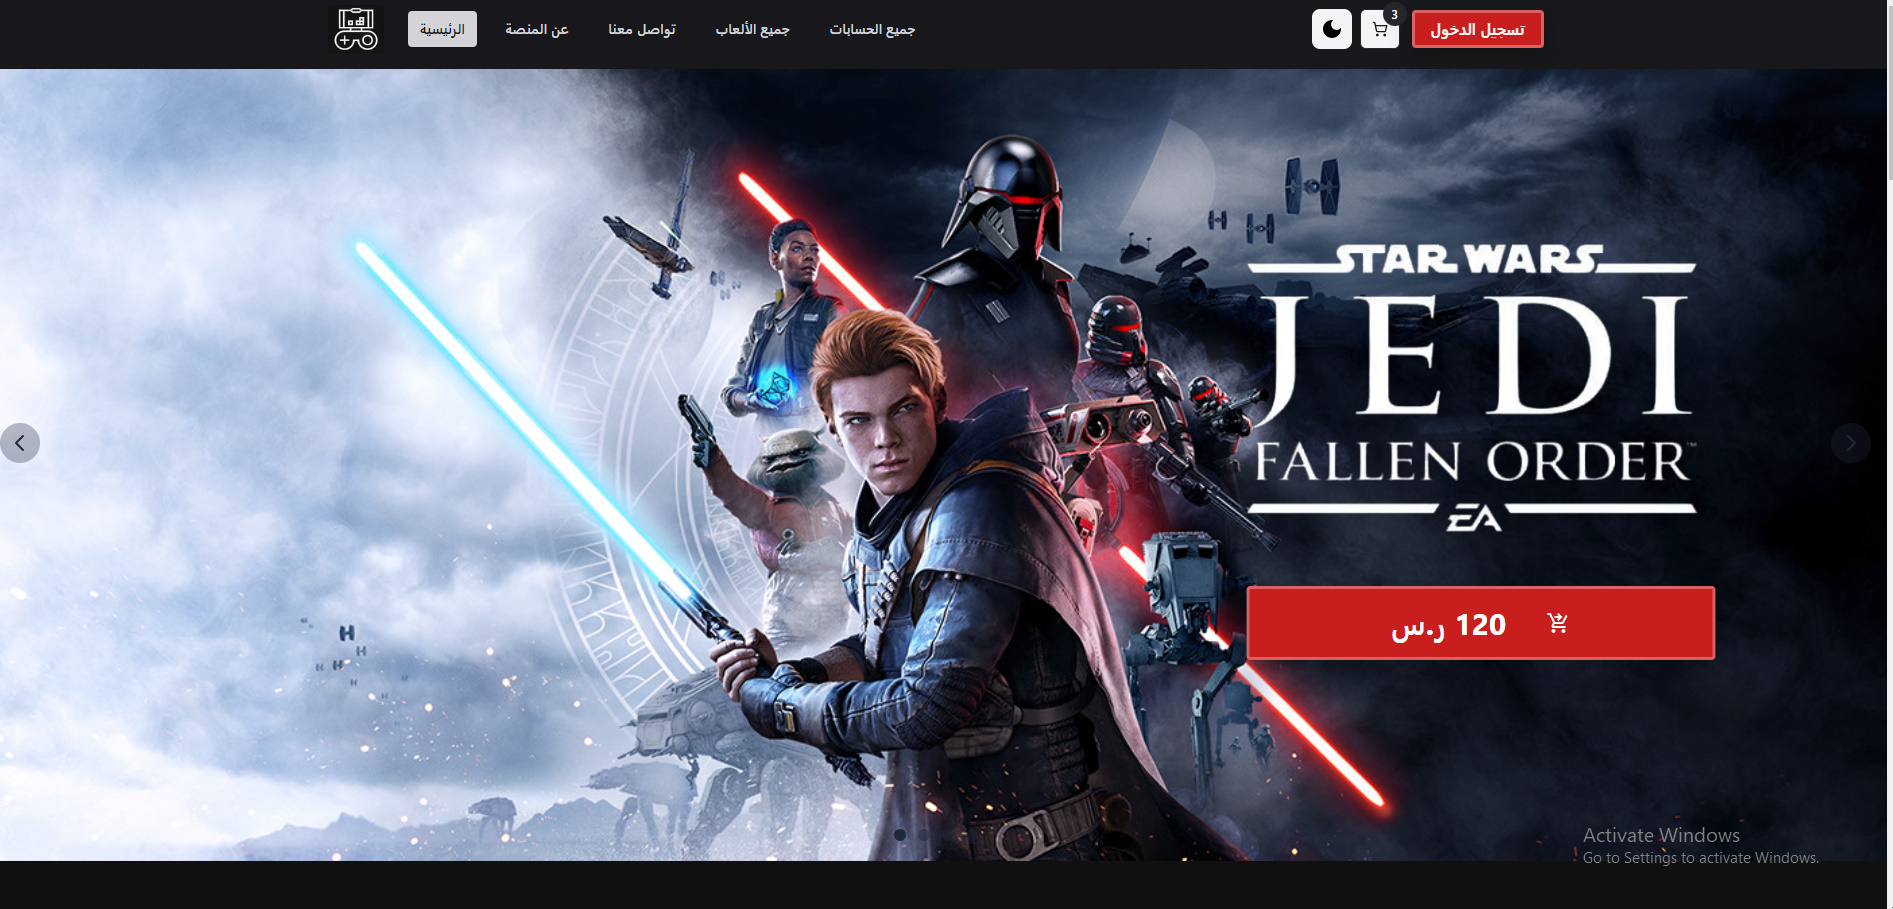 الرئيسية
عن المنصة
تواصل معنا
جميع الألعاب
جميع الحسابات
3
تسجيل الدخول
STAR WARS
JEDI
FALLEN ORDER™
EA
120 ر.س
Activate Windows
Go to Settings to activate Windows.